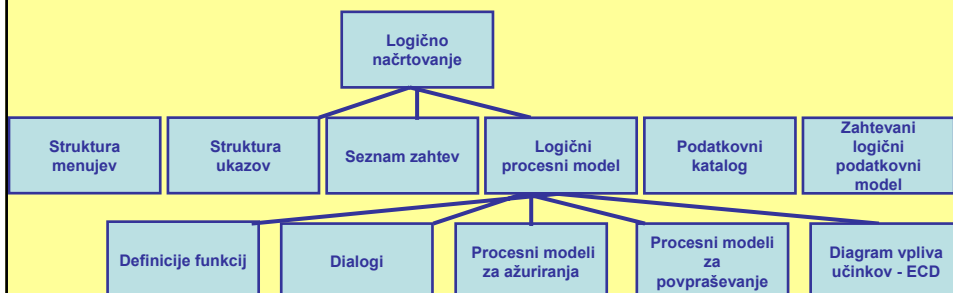 Logično
načrtovanje
Struktura
menujev
Struktura
ukazov
Seznam zahtev
Logični
procesni model
Podatkovni
katalog
Zahtevani
logični
podatkovni
model
Definicije funkcij
Dialogi
Procesni modeli
za ažuriranja
Procesni modeli
za
povpraševanje
Diagram vpliva
učinkov - ECD